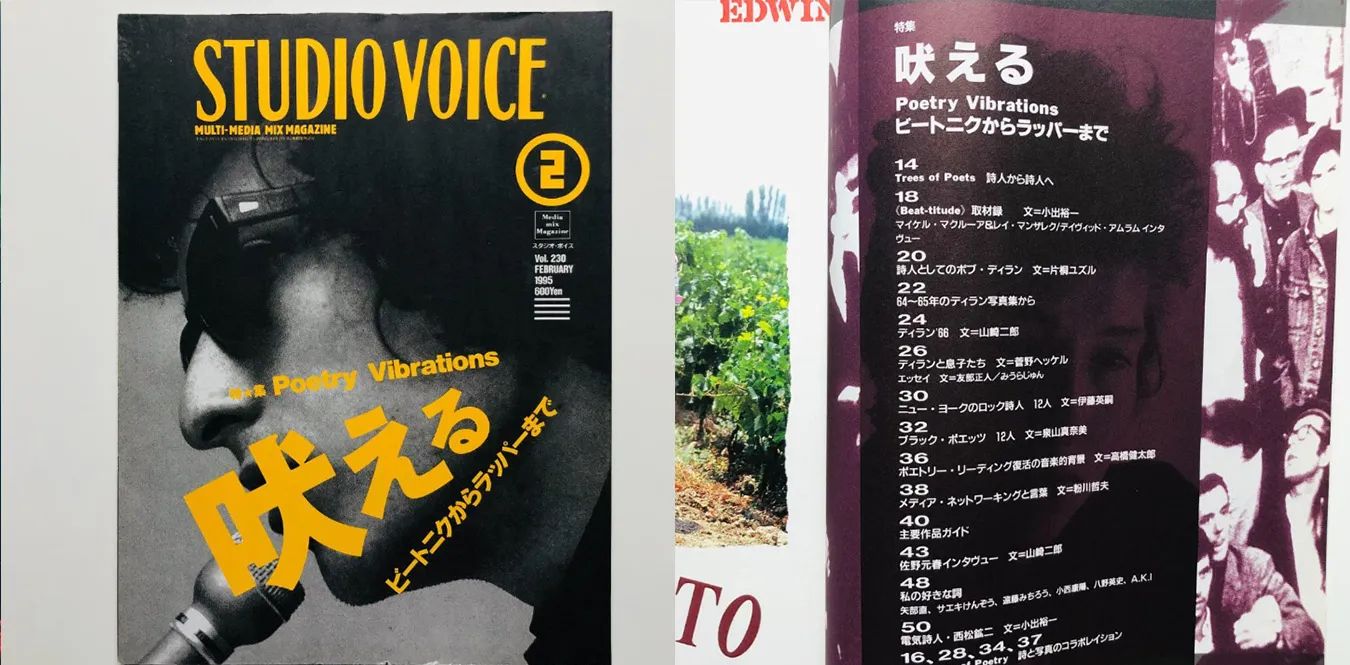 STUDIO VOICE
MULTI-MEDIA MIX MAGAZINE
2
Media
mix
Magazine
スタジオ・ボイス
Vol. 230
FEBRUARY
1995
600Yen
特★集 Poetry Vibrations
吠える
ビートニクからラッパーまで
EDWIN
TO
特集
吠える
Poetry Vibrations
ビートニクからラッパーまで
14
Trees of Poets 詩人から詩人へ
18
〈Beat-titude〉取材録 文=小出裕一
マイケル・マクルーア&レイ・マンザレク/デイヴィッド・アムラム インタ
ヴュー
20
詩人としてのボブ・ディラン 文=片桐ユズル
22
64〜65年のディラン写真集から
24
ディラン'66 文=山崎二郎
26
ディランと息子たち 文=菅野ヘッケル
エッセイ 文=友部正人/みうらじゅん
30
ニュー・ヨークのロック詩人 12人 文=伊藤英嗣
32
ブラック・ポエッツ 12人 文=泉山真奈美
36
ポエトリー・リーディング復活の音楽的背景 文=高橋健太郎
38
メディア・ネットワーキングと言葉 文=粉川哲夫
40
主要作品ガイド
43
佐野元春インタヴュー 文=山崎二郎
48
私の好きな詞
矢部直、サエキけんぞう、遠藤みちろう、小西康陽、八野英史、A.K.I
50
電気詩人・西松鉱二 文=小出裕一
16、28、34、37
of Poetry 詩と写真のコラボレイション